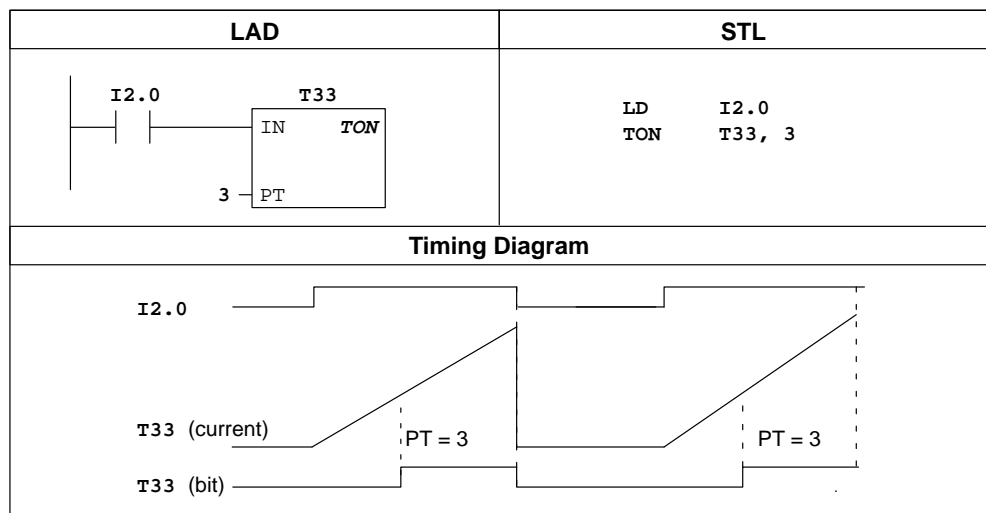 LAD
STL
I2.0 T33
IN TON
3 PT
LD I2.0
TON T33, 3
Timing Diagram
I2.0
T33 (current)
PT = 3
PT = 3
T33 (bit)